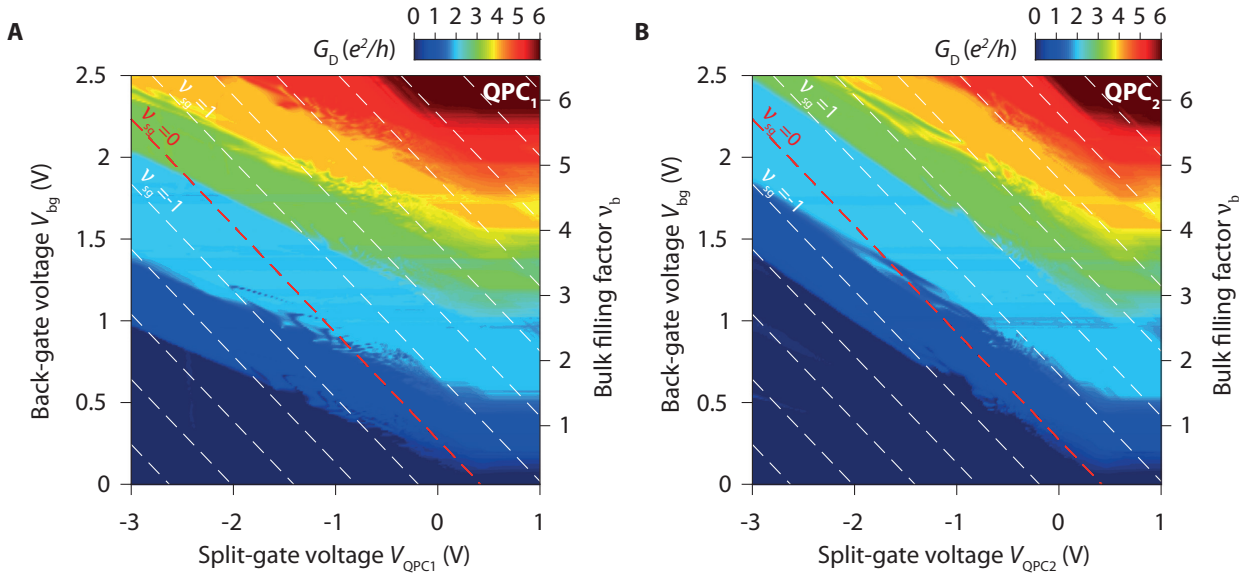 A
G_D (e²/h)
0 1 2 3 4 5 6
QPC₁
ν_sg=1
ν_sg=0
ν_sg=-1
Back-gate voltage V_bg (V)
2.5
2
1.5
1
0.5
0
6
5
4
3
2
1
Bulk filling factor ν_b
-3 -2 -1 0 1
Split-gate voltage V_QPC1 (V)
B
G_D (e²/h)
0 1 2 3 4 5 6
QPC₂
ν_sg=1
ν_sg=0
ν_sg=-1
Back-gate voltage V_bg (V)
2.5
2
1.5
1
0.5
0
6
5
4
3
2
1
Bulk filling factor ν_b
-3 -2 -1 0 1
Split-gate voltage V_QPC2 (V)